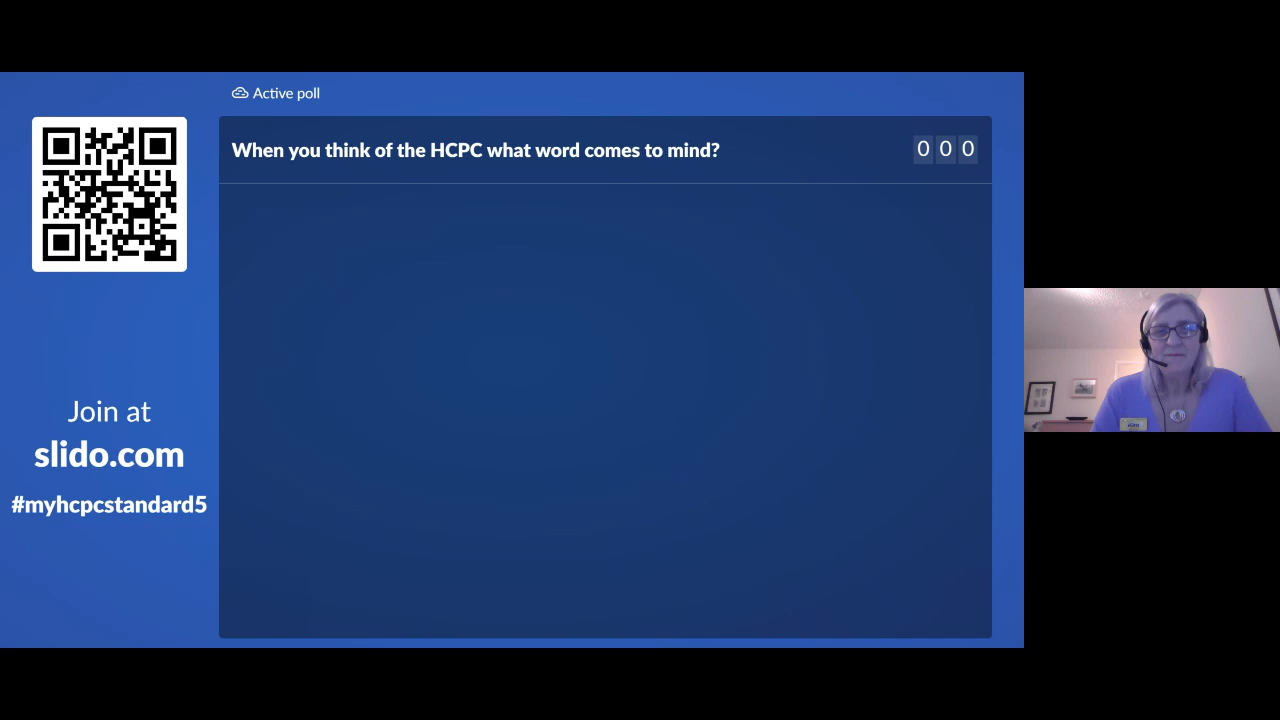 Active poll
When you think of the HCPC what word comes to mind?
0 0 0
Join at
slido.com
#myhcpcstandard5